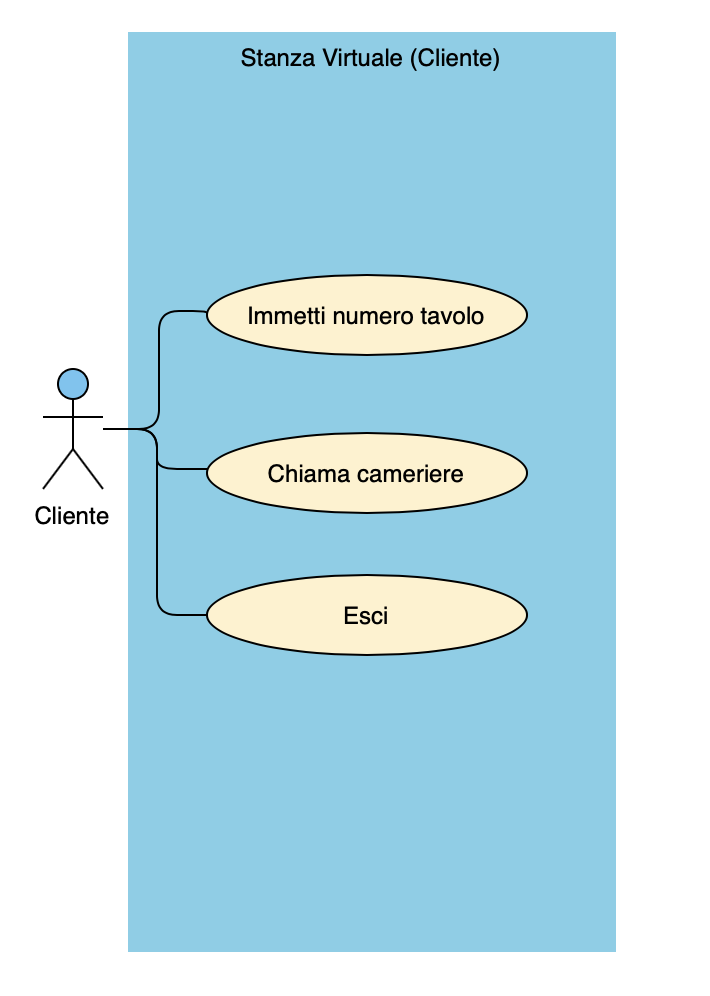 Stanza Virtuale (Cliente)
Immetti numero tavolo
Chiama cameriere
Cliente
Esci